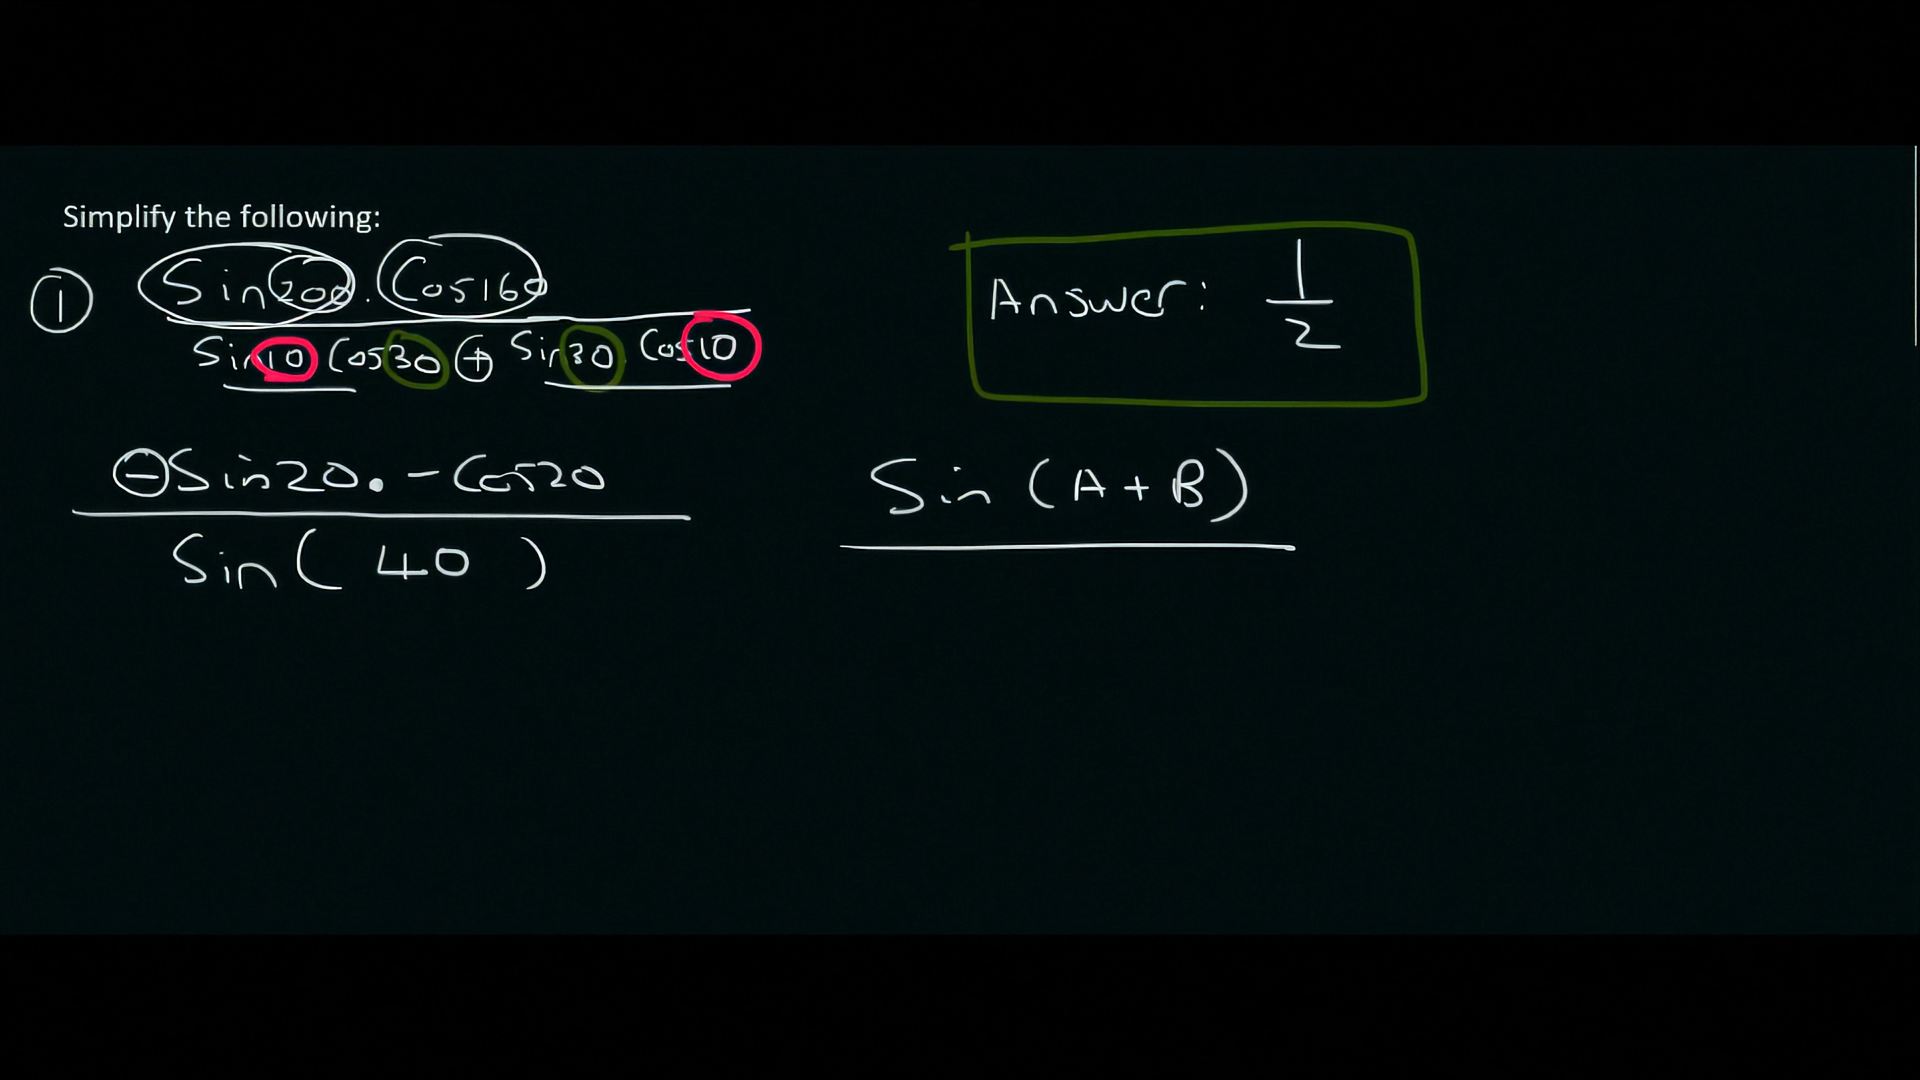 Simplify the following:
① Sin200 . Cos160
Sin10 Cos30 + Sin30 . Cos10
Answer: 1/2
-Sin20 . -Cos20
Sin( 40 )
Sin (A + B)